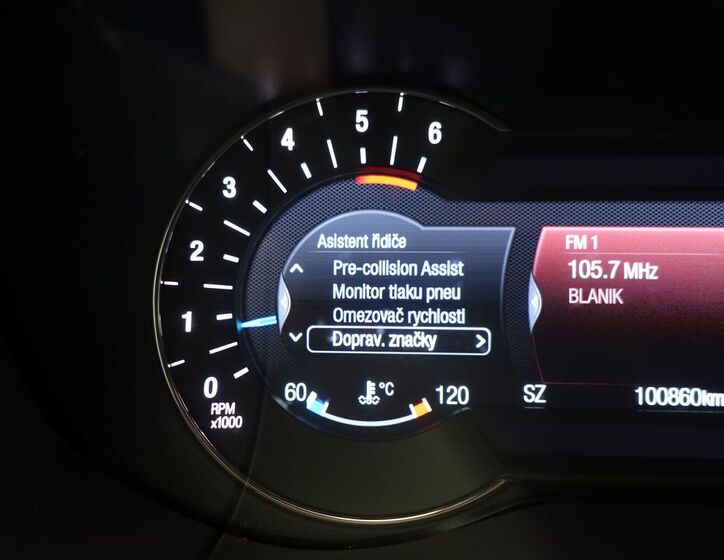 6
5
4
3
2
1
0
RPM
x1000
Asistent řidiče
Pre-collision Assist
Monitor tlaku pneu
Omezovač rychlosti
Doprav. značky
60 °C 120
FM 1
105.7 MHz
BLANIK
SZ 100860km